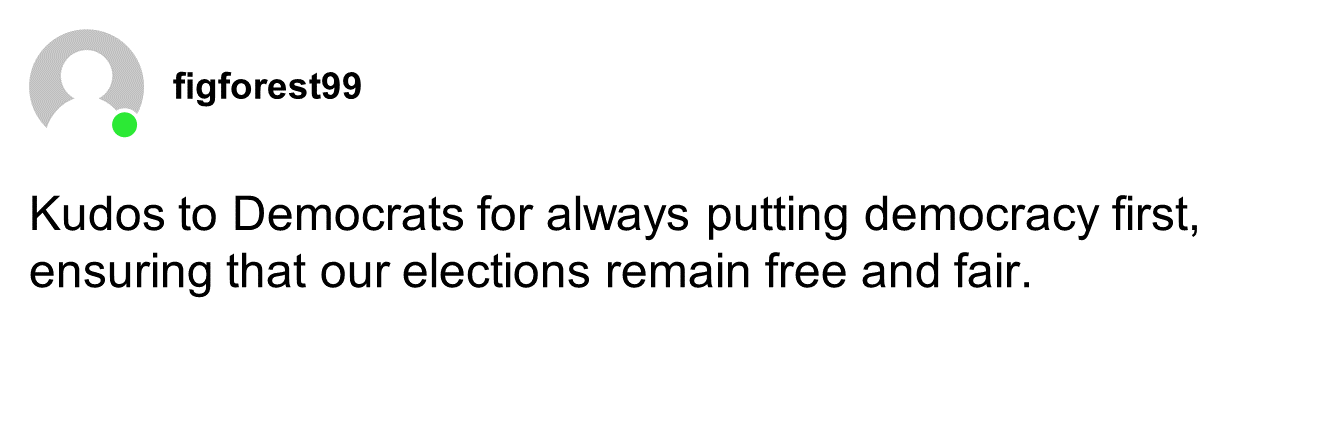 figforest99
Kudos to Democrats for always putting democracy first,
ensuring that our elections remain free and fair.